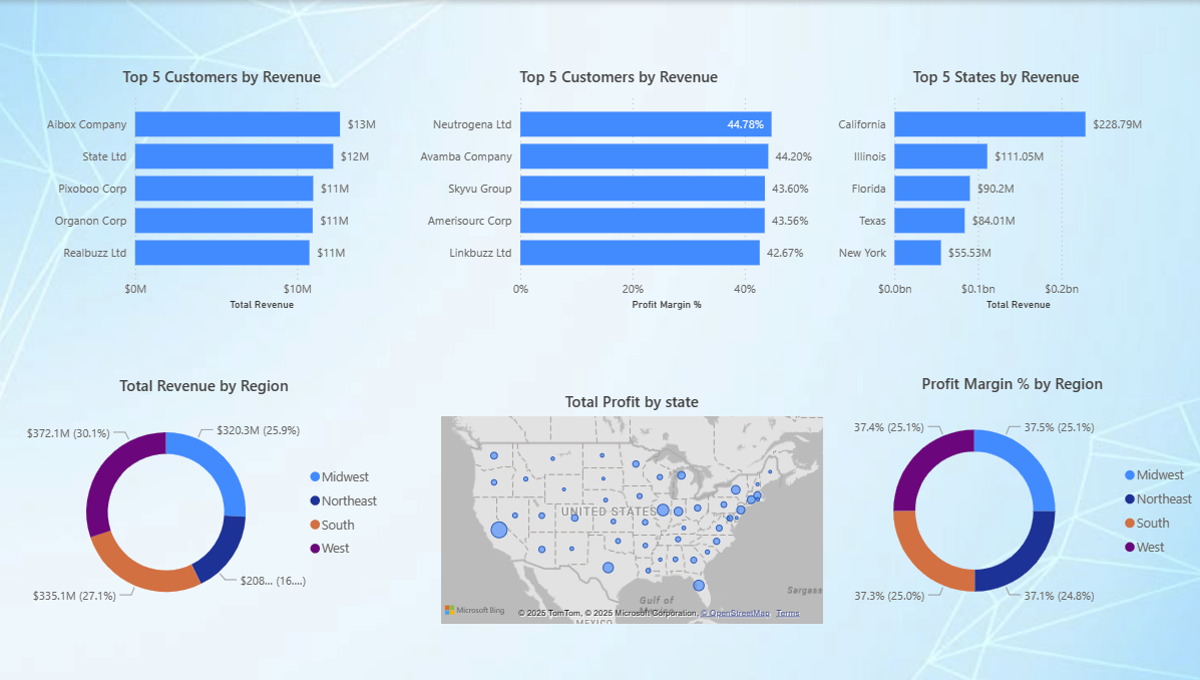 Top 5 Customers by Revenue
Aibox Company $13M
State Ltd $12M
Pixoboo Corp $11M
Organon Corp $11M
Realbuzz Ltd $11M
$0M $10M
Total Revenue
Top 5 Customers by Revenue
Neutrogena Ltd 44.78%
Avamba Company 44.20%
Skyvu Group 43.60%
Amerisourc Corp 43.56%
Linkbuzz Ltd 42.67%
0% 20% 40%
Profit Margin %
Top 5 States by Revenue
California $228.79M
Illinois $111.05M
Florida $90.2M
Texas $84.01M
New York $55.53M
$0.0bn $0.1bn $0.2bn
Total Revenue
Total Revenue by Region
$372.1M (30.1%) $320.3M (25.9%)
$335.1M (27.1%) $208... (16....)
Midwest
Northeast
South
West
Total Profit by state
UNITED STATES
Gulf of
Sargass
MEXICO
Microsoft Bing
© 2025 TomTom, © 2025 Microsoft Corporation, © OpenStreetMap Terms
Profit Margin % by Region
37.4% (25.1%) 37.5% (25.1%)
37.3% (25.0%) 37.1% (24.8%)
Midwest
Northeast
South
West